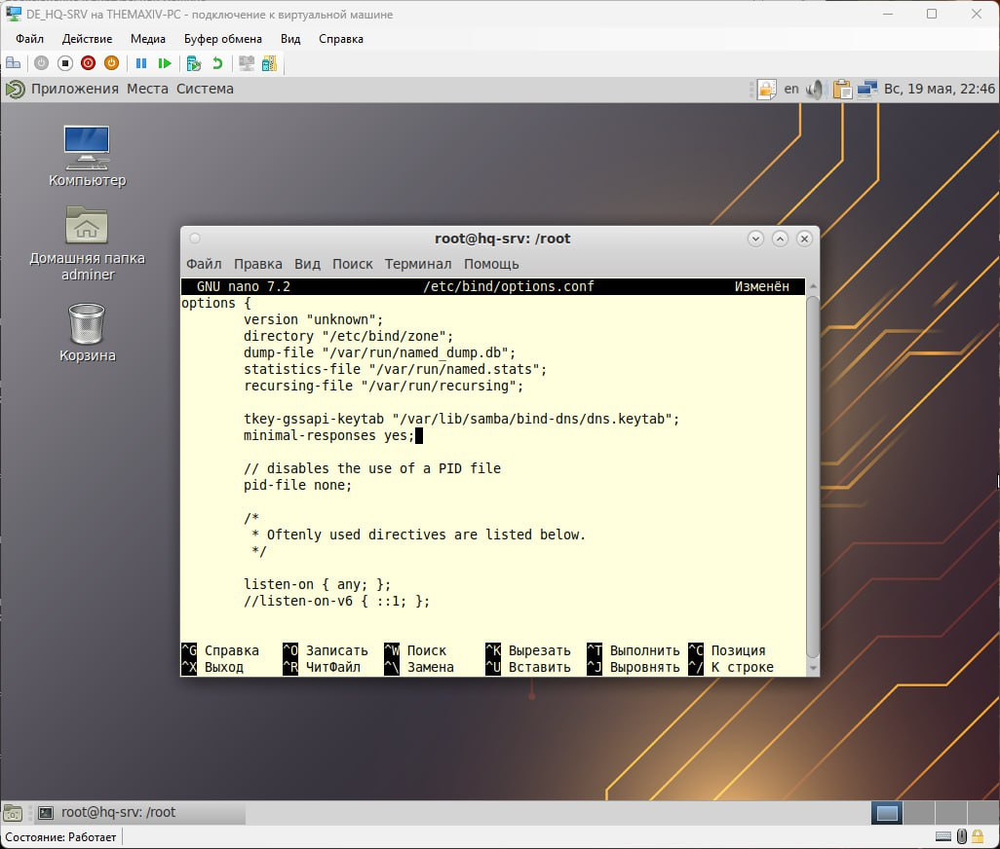 DE_HQ-SRV на THEMAXIV-PC - подключение к виртуальной машине
Файл Действие Медиа Буфер обмена Вид Справка
Приложения Места Система en Вс, 19 мая, 22:46
Компьютер
Домашняя папка
adminer
Корзина
root@hq-srv: /root
Файл Правка Вид Поиск Терминал Помощь
GNU nano 7.2 /etc/bind/options.conf Изменён
options {
version "unknown";
directory "/etc/bind/zone";
dump-file "/var/run/named_dump.db";
statistics-file "/var/run/named.stats";
recursing-file "/var/run/recursing";
tkey-gssapi-keytab "/var/lib/samba/bind-dns/dns.keytab";
minimal-responses yes;
// disables the use of a PID file
pid-file none;
/*
* Oftenly used directives are listed below.
*/
listen-on { any; };
//listen-on-v6 { ::1; };
^G Справка ^O Записать ^W Поиск ^K Вырезать ^T Выполнить ^C Позиция
^X Выход ^R ЧитФайл ^\ Замена ^U Вставить ^J Выровнять ^/ К строке
root@hq-srv: /root
Состояние: Работает